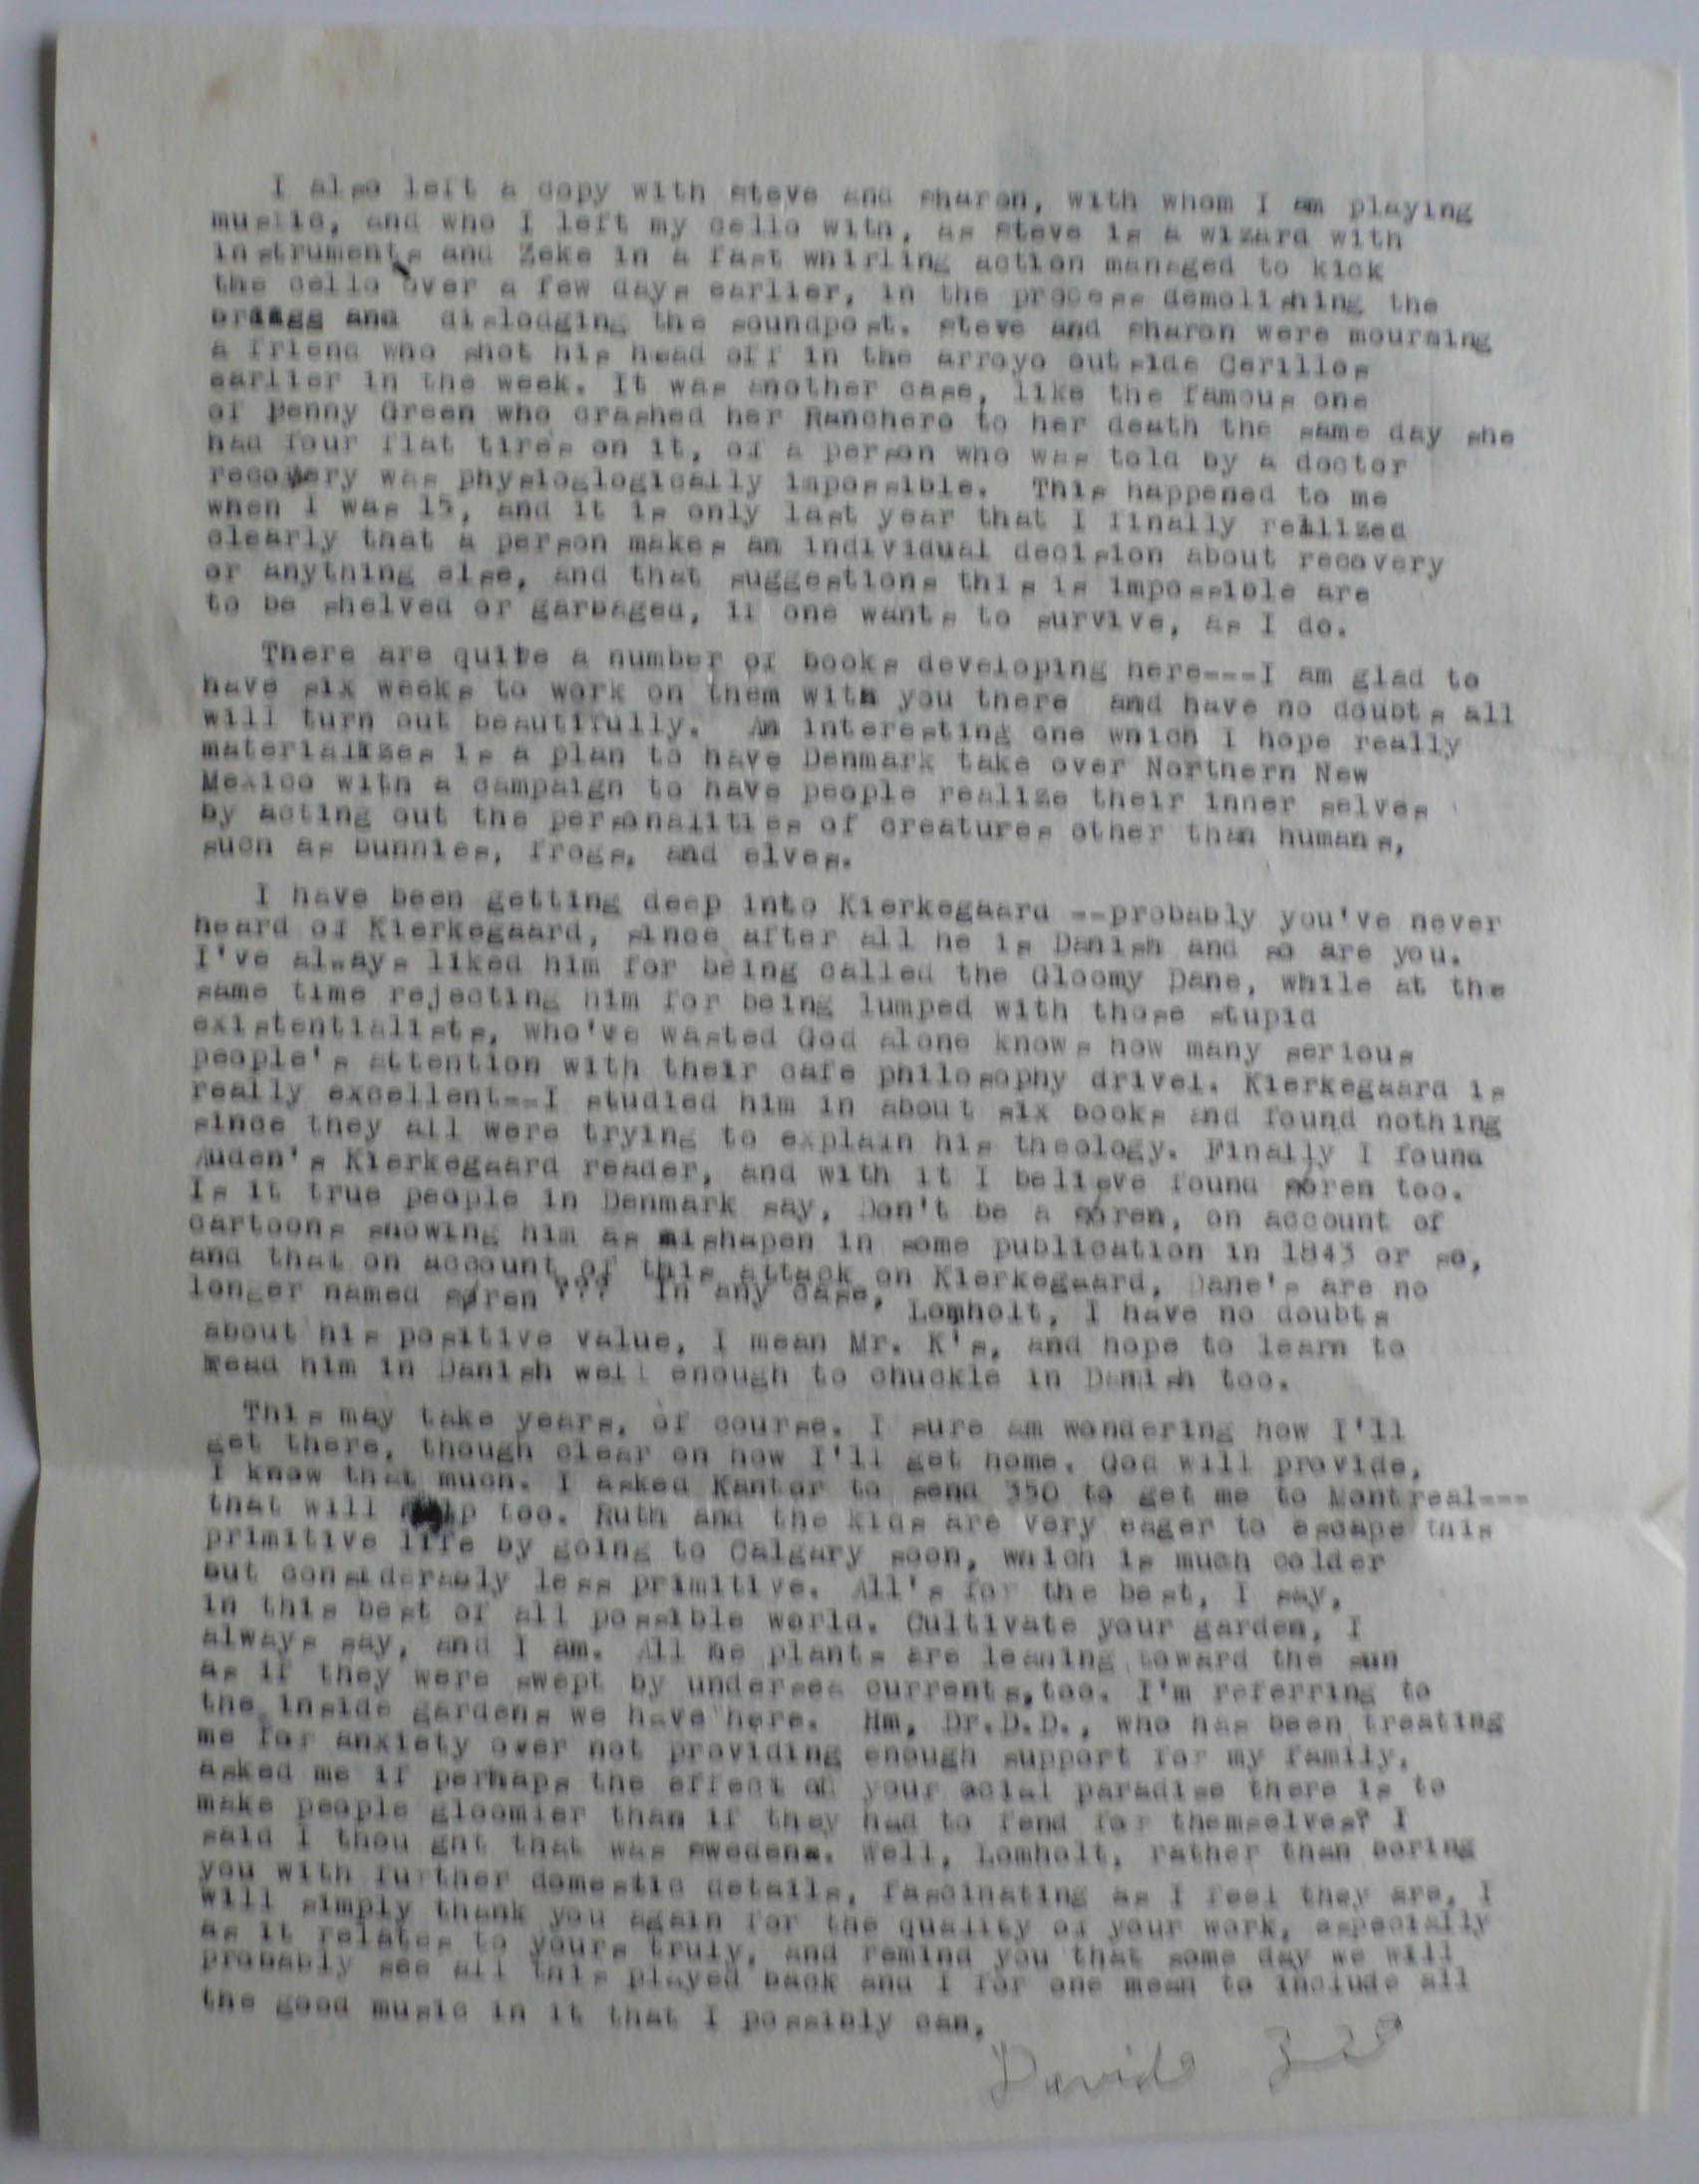 I also left a copy with steve and sharon, with whom I am playing
music, and who I left my cello with, as steve is a wizard with
instruments and Zeke in a fast whirling action managed to kick
the cello over a few days earlier, in the process demolishing the
and dislodging the soundpost. steve and sharon were mourning
a friend who shot his head off in the arroyo outside Cerillos
earlier in the week. It was another case, like the famous one
of Penny Green who crashed her Ranchero to her death the same day she
had four flat tires on it, of a person who was told by a doctor
recovery was physioglogically impossible. This happened to me
when I was 15, and it is only last year that I finally realized
clearly that a person makes an individual decision about recovery
or anything else, and that suggestions this is impossible are
to be shelved or garbaged, if one wants to survive, as I do.
There are quite a number of books developing here---I am glad to
have six weeks to work on them with you there and have no doubts all
will turn out beautifully. An interesting one which I hope really
materializes is a plan to have Denmark take over Northern New
Mexico with a campaign to have people realize their inner selves
by acting out the personalities of creatures other than humans,
such as bunnies, frogs, and elves.
I have been getting deep into Kierkegaard --probably you've never
heard of Kierkegaard, since after all he is Danish and so are you.
I've always liked him for being called the Gloomy Dane, while at the
same time rejecting him for being lumped with those stupid
existentialists, who've wasted God alone knows how many serious
people's attention with their cafe philosophy drivel. Kierkegaard is
really excellent--I studied him in about six books and found nothing
since they all were trying to explain his theology. Finally I found
Auden's Kierkegaard reader, and with it I believe found søren too.
Is it true people in Denmark say, Don't be a søren, on account of
cartoons showing him as mishapen in some publication in 1843 or so,
and that on account of this attack on Kierkegaard, Dane's are no
longer named søren ??? In any case, Lomholt, I have no doubts
about his positive value, I mean Mr. K's, and hope to learn to
Read him in Danish well enough to chuckle in Danish too.
This may take years, of course. I sure am wondering how I'll
get there, though clear on how I'll get home. God will provide,
I know that much. I asked Kantor to send 350 to get me to Montreal---
that will help too. Ruth and the kids are very eager to escape this
primitive life by going to Calgary soon, which is much colder
but considerably less primitive. All's for the best, I say,
in this best of all possible world. Cultivate your garden, I
always say, and I am. All me plants are leaning toward the sun
as if they were swept by undersea currents,too. I'm referring to
the inside gardens we have here. Hm, Dr.D.D., who has been treating
me for anxiety over not providing enough support for my family,
asked me if perhaps the effect of your ocial paradise there is to
make people gloomier than if they had to fend for themselves? I
said I thou ght that was swedens. Well, Lomholt, rather than boring
you with further domestic details, fascinating as I feel they are, I
will simply thank you again for the quality of your work, especially
as it relates to yours truly, and remind you that some day we will
probably see all this played back and I for one mean to include all
the good music in it that I possibly can,
David